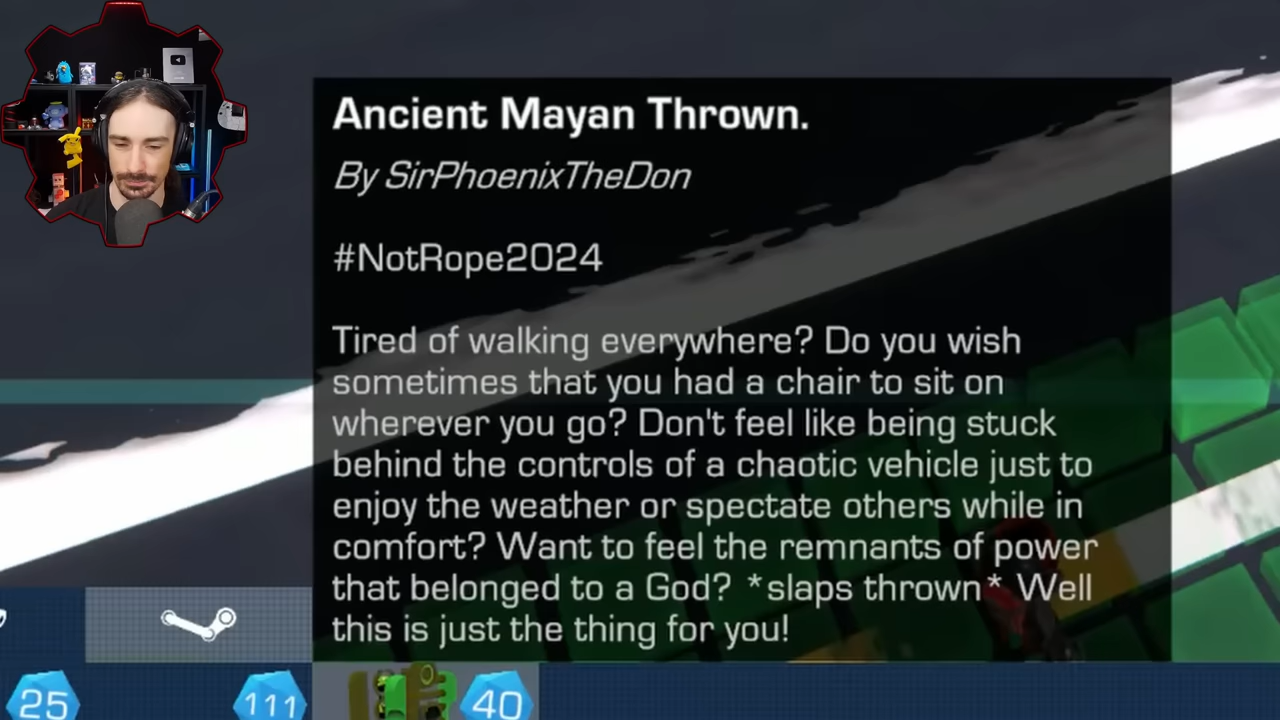 Ancient Mayan Thrown.
By SirPhoenixTheDon
#NotRope2024
Tired of walking everywhere? Do you wish
sometimes that you had a chair to sit on
wherever you go? Don't feel like being stuck
behind the controls of a chaotic vehicle just to
enjoy the weather or spectate others while in
comfort? Want to feel the remnants of power
that belonged to a God? *slaps thrown* Well
this is just the thing for you!
25
111
40